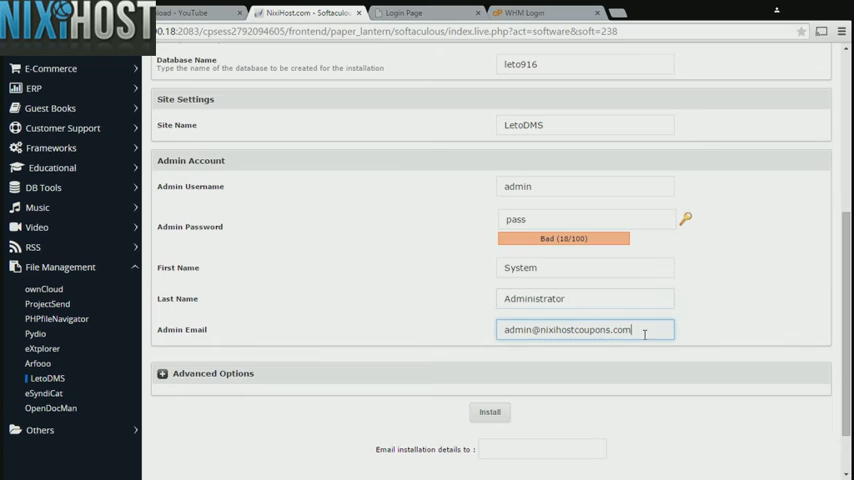 NIXIHOST
oad - YouTube
NixiHost.com - Softaculous
Login Page
WHM Login
00.18:2083/cpsess2792094605/frontend/paper_lantern/softaculous/index.live.php?act=software&soft=238
E-Commerce
ERP
Guest Books
Customer Support
Frameworks
Educational
DB Tools
Music
Video
RSS
File Management
ownCloud
ProjectSend
PHPfileNavigator
Pydio
eXtplorer
Arfooo
LetoDMS
eSyndiCat
OpenDocMan
Others
Database Name
Type the name of the database to be created for the installation
leto916
Site Settings
Site Name
LetoDMS
Admin Account
Admin Username
admin
Admin Password
pass
Bad (18/100)
First Name
System
Last Name
Administrator
Admin Email
admin@nixihostcoupons.com
Advanced Options
Install
Email installation details to :